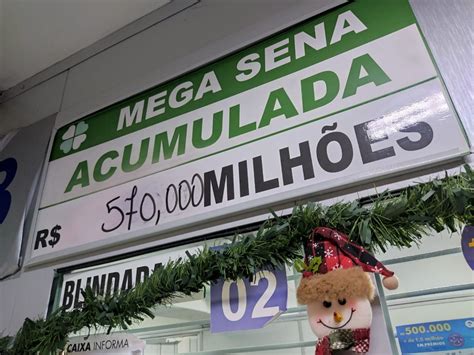 MEGA SENA
ACUMULADA
R$ 570,000 MILHÕES
BLINDADA
02
CAIXA INFORMA
500.000